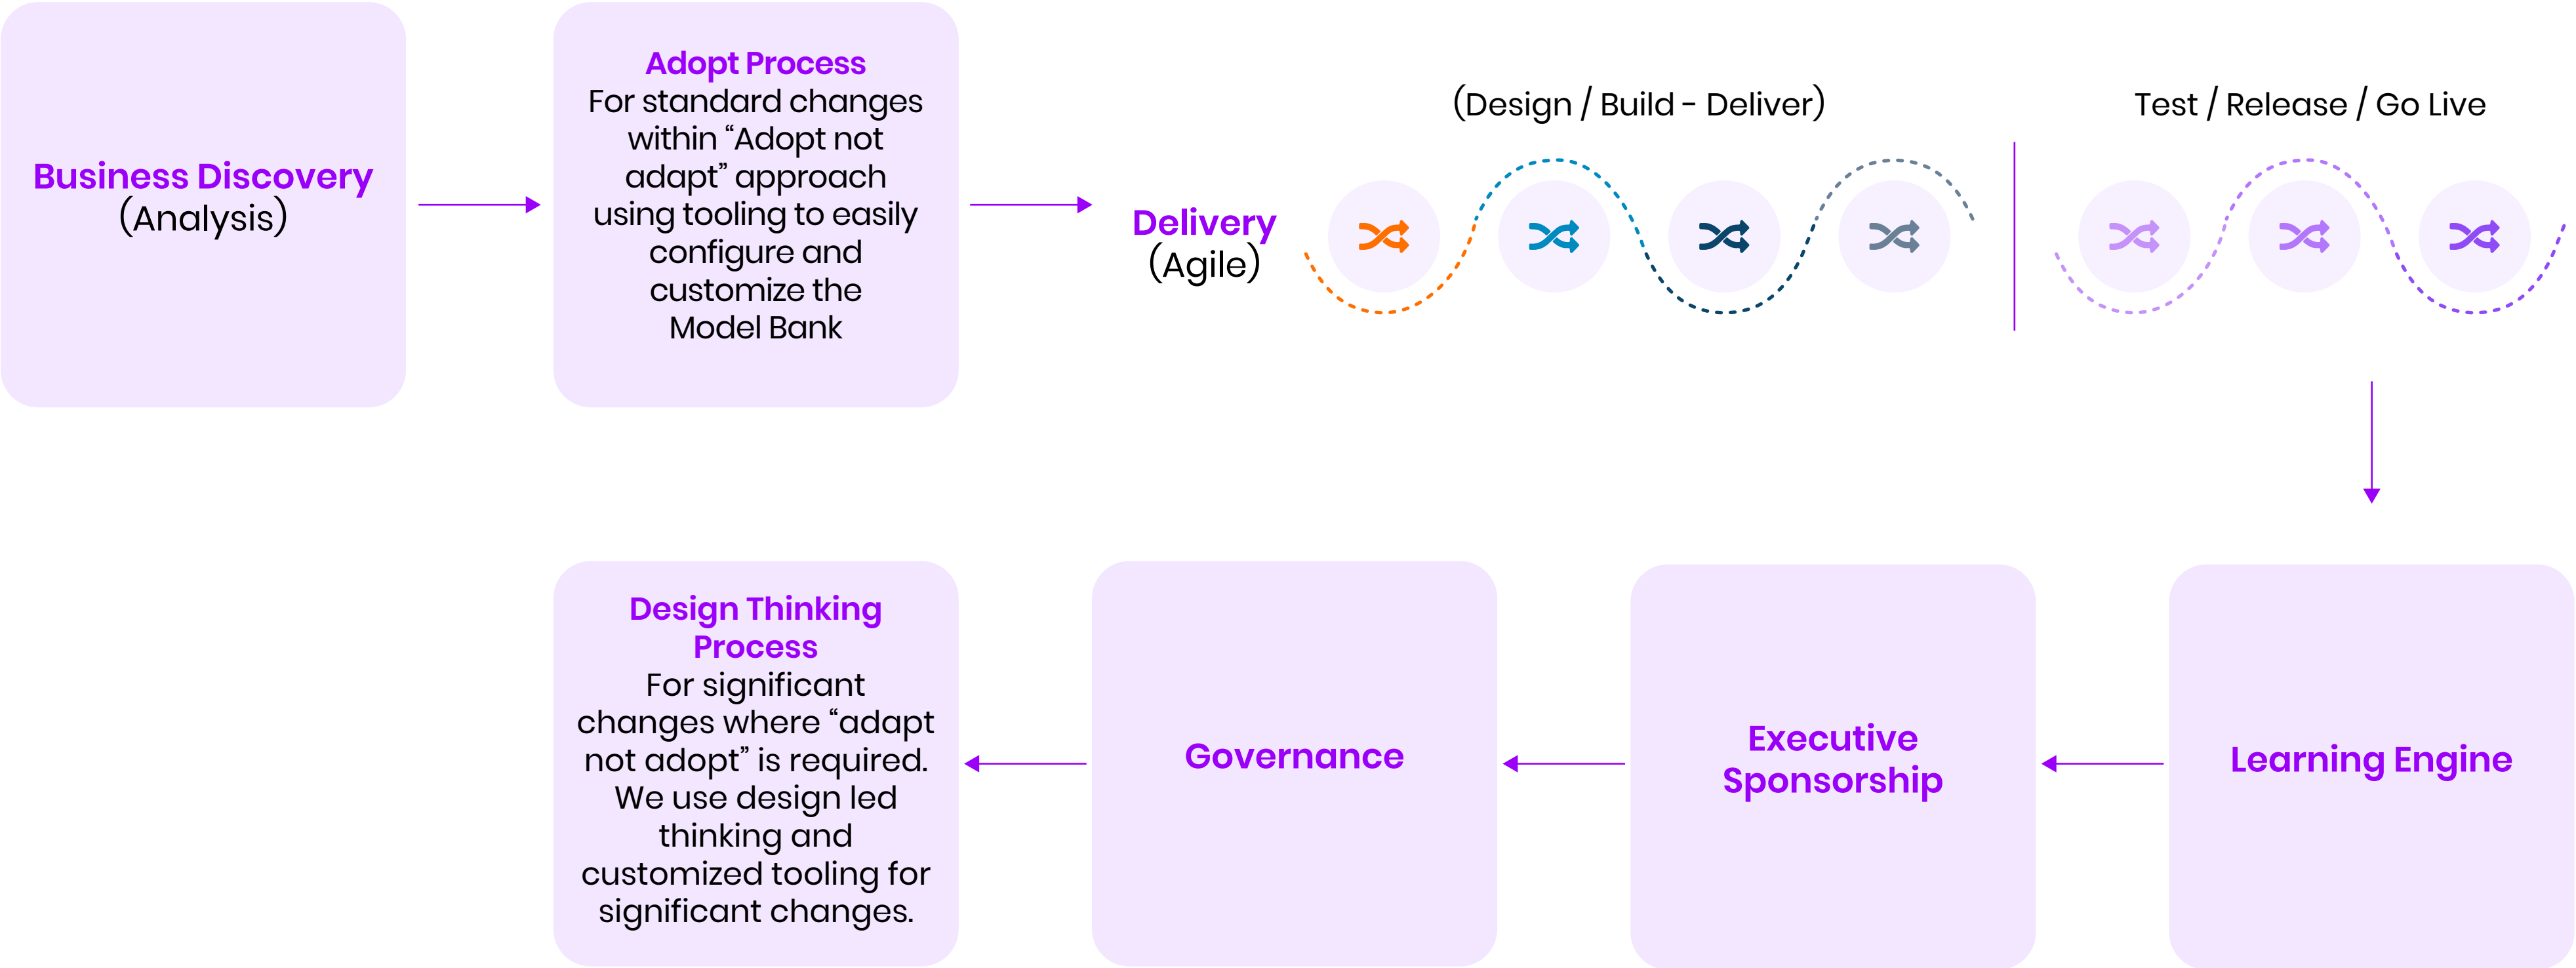 Business Discovery
(Analysis)
Adopt Process
For standard changes
within “Adopt not
adapt” approach
using tooling to easily
configure and
customize the
Model Bank
Delivery
(Agile)
(Design / Build - Deliver)
Test / Release / Go Live
Learning Engine
Executive
Sponsorship
Governance
Design Thinking
Process
For significant
changes where “adapt
not adopt” is required.
We use design led
thinking and
customized tooling for
significant changes.